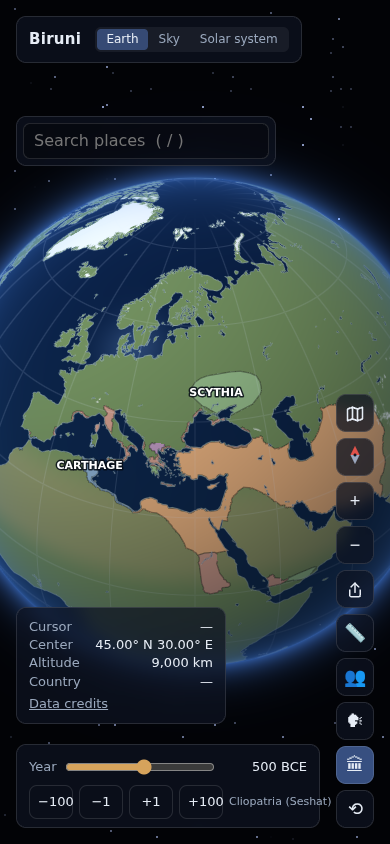 Biruni Earth Sky Solar system
Search places ( / )
SCYTHIA
CARTHAGE
+
−
Cursor —
Center 45.00° N 30.00° E
Altitude 9,000 km
Country —
Data credits
Year 500 BCE
−100 −1 +1 +100 Cliopatria (Seshat)